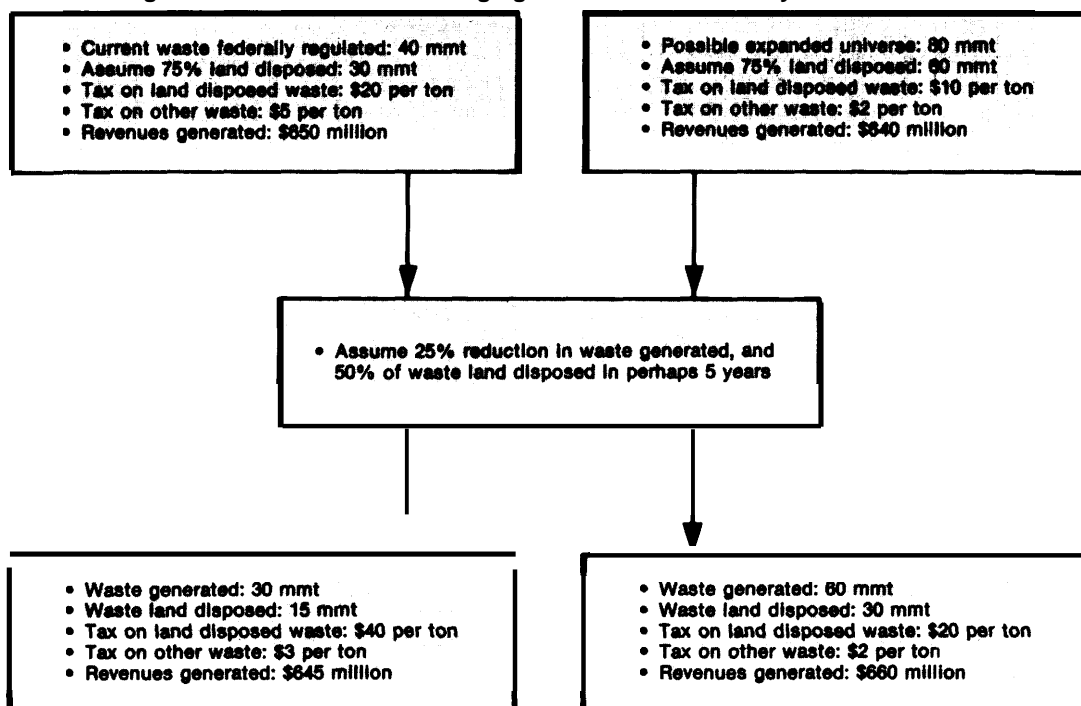 • Current waste federally regulated: 40 mmt
• Assume 75% land disposed: 30 mmt
• Tax on land disposed waste: $20 per ton
• Tax on other waste: $5 per ton
• Revenues generated: $650 million
• Possible expanded universe: 80 mmt
• Assume 75% land disposed: 60 mmt
• Tax on land disposed waste: $10 per ton
• Tax on other waste: $2 per ton
• Revenues generated: $640 million
• Assume 25% reduction in waste generated, and
50% of waste land disposed in perhaps 5 years
• Waste generated: 30 mmt
• Waste land disposed: 15 mmt
• Tax on land disposed waste: $40 per ton
• Tax on other waste: $3 per ton
• Revenues generated: $645 million
• Waste generated: 60 mmt
• Waste land disposed: 30 mmt
• Tax on land disposed waste: $20 per ton
• Tax on other waste: $2 per ton
• Revenues generated: $660 million